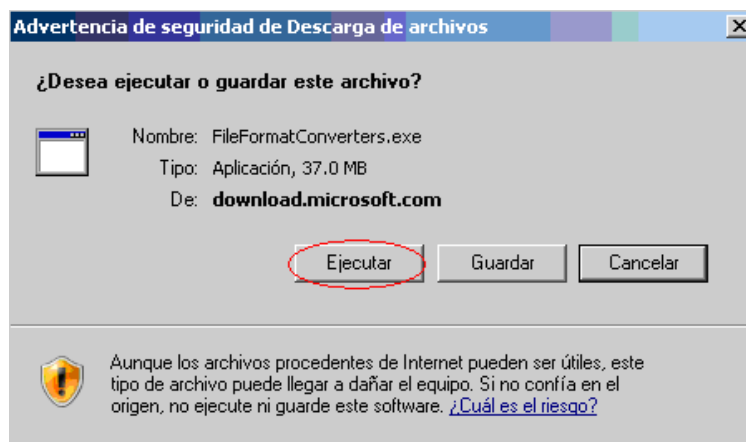 Advertencia de seguridad de Descarga de archivos
¿Desea ejecutar o guardar este archivo?
Nombre: FileFormatConverters.exe
Tipo: Aplicación, 37.0 MB
De: download.microsoft.com
Ejecutar Guardar Cancelar
Aunque los archivos procedentes de Internet pueden ser útiles, este
tipo de archivo puede llegar a dañar el equipo. Si no confía en el
origen, no ejecute ni guarde este software. ¿Cuál es el riesgo?